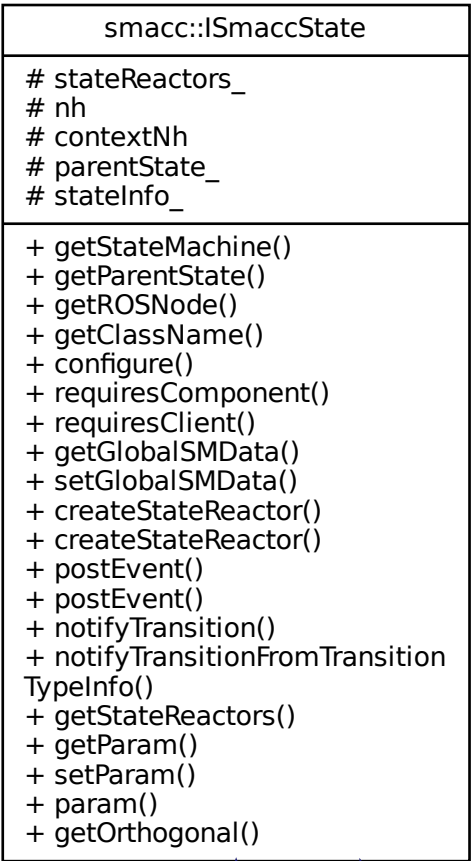 smacc::ISmaccState
# stateReactors_
# nh
# contextNh
# parentState_
# stateInfo_
+ getStateMachine()
+ getParentState()
+ getROSNode()
+ getClassName()
+ configure()
+ requiresComponent()
+ requiresClient()
+ getGlobalSMData()
+ setGlobalSMData()
+ createStateReactor()
+ createStateReactor()
+ postEvent()
+ postEvent()
+ notifyTransition()
+ notifyTransitionFromTransition
TypeInfo()
+ getStateReactors()
+ getParam()
+ setParam()
+ param()
+ getOrthogonal()